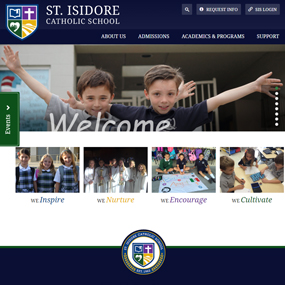 ST. ISIDORE
CATHOLIC SCHOOL
REQUEST INFO
SIS LOGIN
ABOUT US
ADMISSIONS
ACADEMICS & PROGRAMS
SUPPORT
Events
Welcome
WE Inspire
WE Nurture
WE Encourage
WE Cultivate